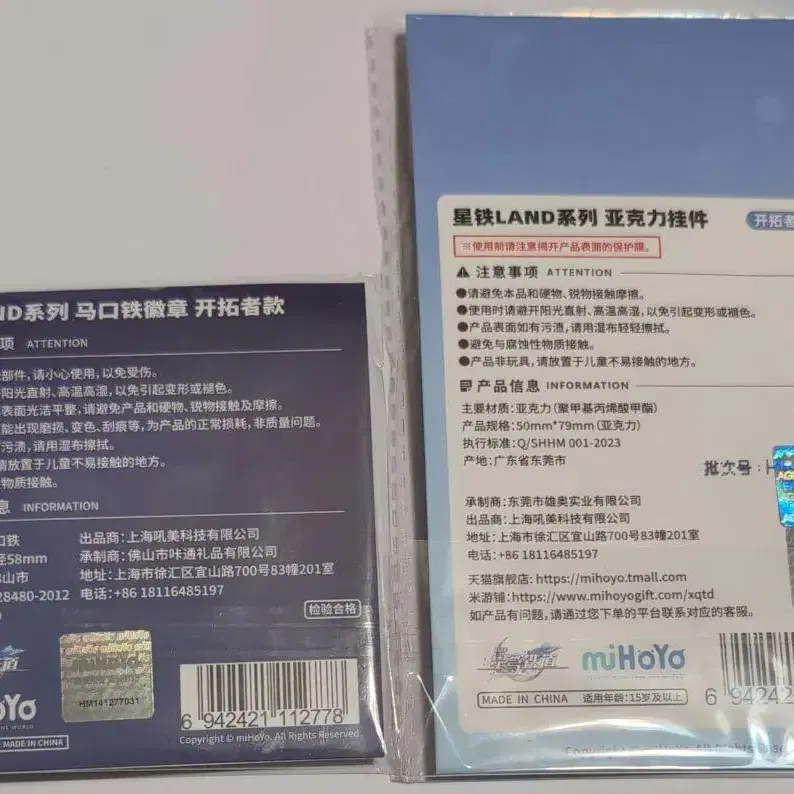 ND系列 马口铁徽章 开拓者款
项 ATTENTION
部件,请小心使用,以免受伤。
阳光直射、高温高湿,以免引起变形或褪色。
表面光洁平整,请避免产品和硬物、锐物接触及摩擦。
能出现磨损、变色、刮痕等,为产品的正常损耗,非质量问题。
污渍,请用湿布擦拭。
请放置于儿童不易接触的地方。
物质接触。
息 INFORMATION
口铁
径58mm
山市
28480-2012
出品商:上海吼美科技有限公司
承制商:佛山市咔通礼品有限公司
地址:上海市徐汇区宜山路700号83幢201室
电话:+86 18116485197
检验合格
HM141277031
oYo
MADE IN CHINA
6 942421 112778
Copyright © miHoYo. All Rights Reserved
星铁LAND系列 亚克力挂件
开拓者
※使用前请注意揭开产品表面的保护膜。
注意事项 ATTENTION
●请避免本品和硬物、锐物接触摩擦。
●使用时请避开阳光直射、高温高湿,以免引起变形或褪色。
●产品表面如有污渍,请用湿布轻轻擦拭。
●避免与腐蚀性物质接触。
●产品非玩具,请放置于儿童不易接触的地方。
产品信息 INFORMATION
主要材质:亚克力(聚甲基丙烯酸甲酯)
产品规格:50mm*79mm(亚克力)
执行标准:Q/SHHM 001-2023
产地:广东省东莞市
批次号:H
承制商:东莞市雄奥实业有限公司
出品商:上海吼美科技有限公司
地址:上海市徐汇区宜山路700号83幢201室
电话:+86 18116485197
天猫旗舰店: https://mihoyo.tmall.com
米游铺:https://www.mihoyogift.com/xqtd
如产品有问题,请通过您下单的平台联系对应的客服。
miHoYo
MADE IN CHINA
适用年龄:15岁及以上
6 942421